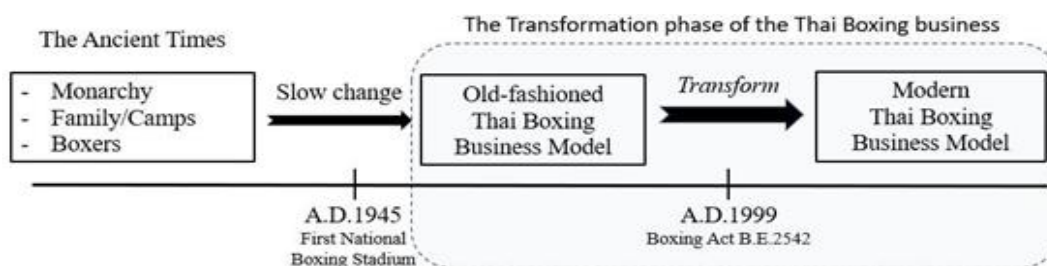 The Transformation phase of the Thai Boxing business
The Ancient Times
- Monarchy
- Family/Camps
- Boxers
Slow change
Old-fashioned
Thai Boxing
Business Model
Transform
Modern
Thai Boxing
Business Model
A.D.1945
First National
Boxing Stadium
A.D.1999
Boxing Act B.E.2542